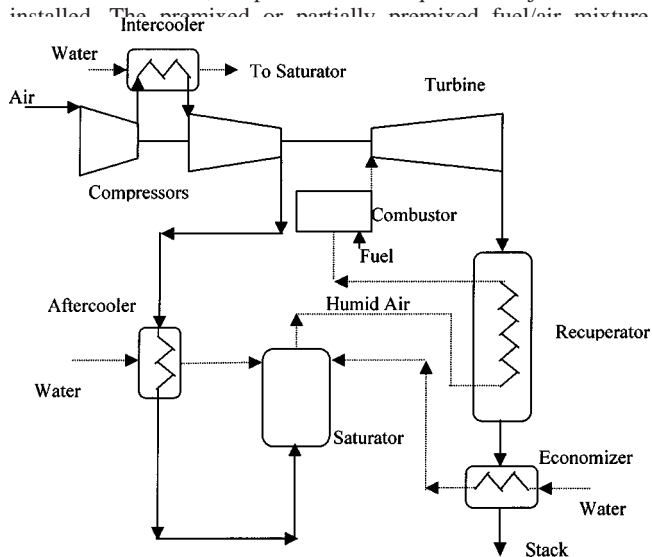 installed. The premixed or partially premixed fuel/air mixture
Intercooler
Water
To Saturator
Turbine
Air
Compressors
Combustor
Fuel
Aftercooler
Humid Air
Recuperator
Water
Saturator
Economizer
Water
Stack